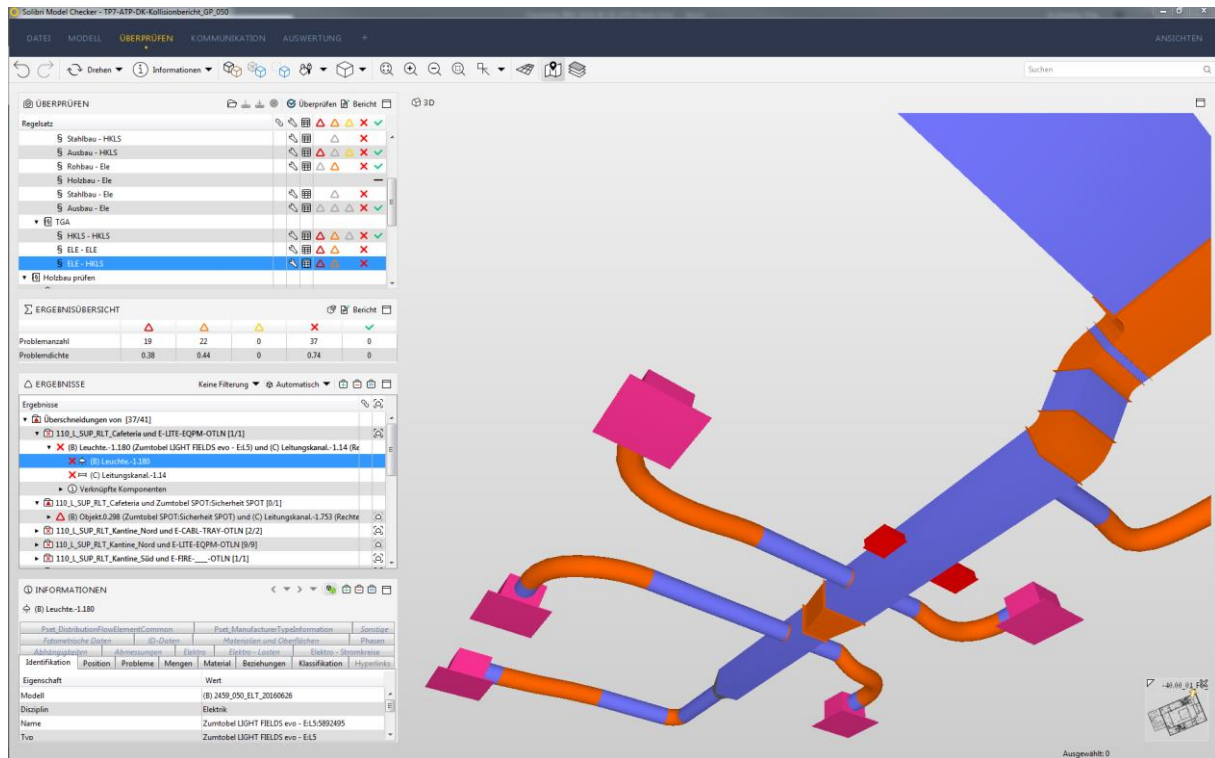 Solibri Model Checker - TP7-ATP-DK-Kollisionbericht_GP_050
DATEI MODELL ÜBERPRÜFEN KOMMUNIKATION AUSWERTUNG + ANSICHTEN
Drehen Informationen Suchen
ÜBERPRÜFEN Überprüfen Bericht
3D
Regelsatz
§ Stahlbau - HKLS
§ Ausbau - HKLS
§ Rohbau - Ele
§ Holzbau - Ele
§ Stahlbau - Ele
§ Ausbau - Ele
TGA
§ HKLS - HKLS
§ ELE - ELE
§ ELE - HKLS
Holzbau prüfen
ERGEBNISÜBERSICHT Bericht
Problemanzahl 19 22 0 37 0
Problemdichte 0.38 0.44 0 0.74 0
ERGEBNISSE Keine Filterung Automatisch
Ergebnisse
Überschneidungen von [37/41]
110_L_SUP_RLT_Cafeteria und E-LITE-EQPM-OTLN [1/1]
(B) Leuchte.-1.180 (Zumtobel LIGHT FIELDS evo - E:L5) und (C) Leitungskanal.-1.14 (Re
(B) Leuchte.-1.180
(C) Leitungskanal.-1.14
Verknüpfte Komponenten
110_L_SUP_RLT_Cafeteria und Zumtobel SPOT:Sicherheit SPOT [0/1]
(B) Objekt.0.298 (Zumtobel SPOT:Sicherheit SPOT) und (C) Leitungskanal.-1.753 (Rechte
110_L_SUP_RLT_Kantine_Nord und E-CABL-TRAY-OTLN [2/2]
110_L_SUP_RLT_Kantine_Nord und E-LITE-EQPM-OTLN [9/9]
110_L_SUP_RLT_Kantine_Süd und E-FIRE-___-OTLN [1/1]
INFORMATIONEN
(B) Leuchte.-1.180
Pset_DistributionFlowElementCommon Pset_ManufacturerTypeInformation Sonstige
Fotometrische Daten ID-Daten Materialien und Oberflächen Phasen
Abhängigkeiten Abmessungen Elektro Elektro - Lasten Elektro - Stromkreise
Identifikation Position Probleme Mengen Material Beziehungen Klassifikation Hyperlinks
Eigenschaft Wert
Modell (B) 2459_050_ELT_20160626
Disziplin Elektrik
Name Zumtobel LIGHT FIELDS evo - E:L5:5892495
Typ Zumtobel LIGHT FIELDS evo - E:L5
Ausgewählt: 0